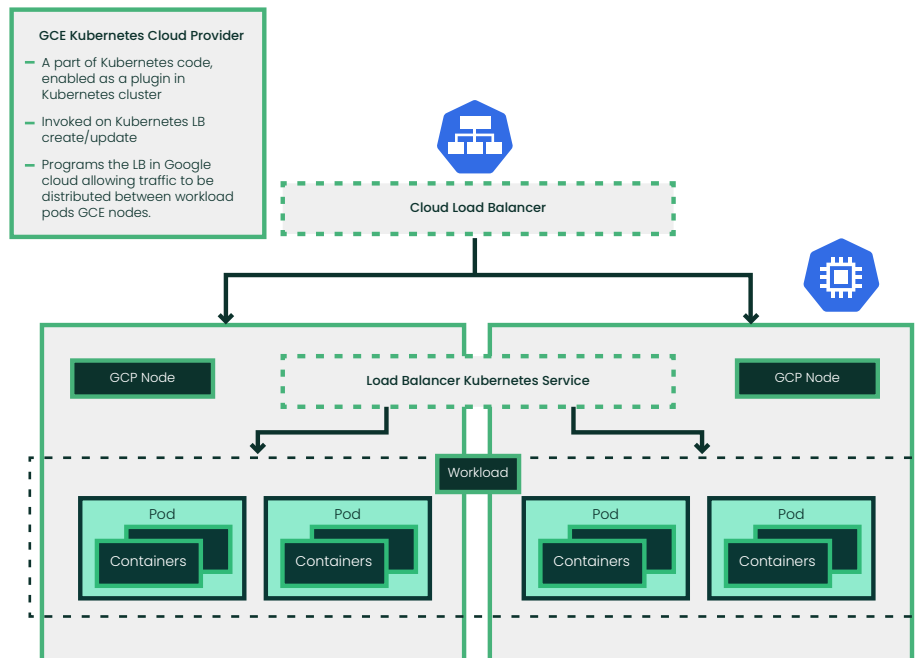 GCE Kubernetes Cloud Provider
A part of Kubernetes code,
enabled as a plugin in
Kubernetes cluster
Invoked on Kubernetes LB
create/update
Programs the LB in Google
cloud allowing traffic to be
distributed between workload
pods GCE nodes.
Cloud Load Balancer
GCP Node
Load Balancer Kubernetes Service
GCP Node
Workload
Pod
Containers
Pod
Containers
Pod
Containers
Pod
Containers